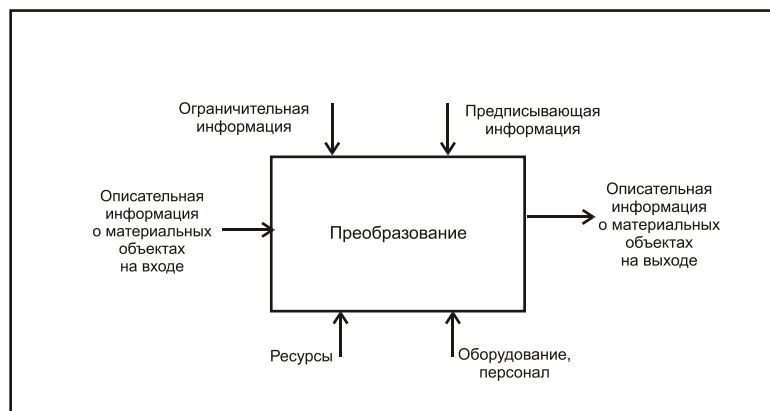 Ограничительная
информация
Предписывающая
информация
Описательная
информация
о материальных
объектах
на входе
Преобразование
Описательная
информация
о материальных
объектах
на выходе
Ресурсы
Оборудование,
персонал